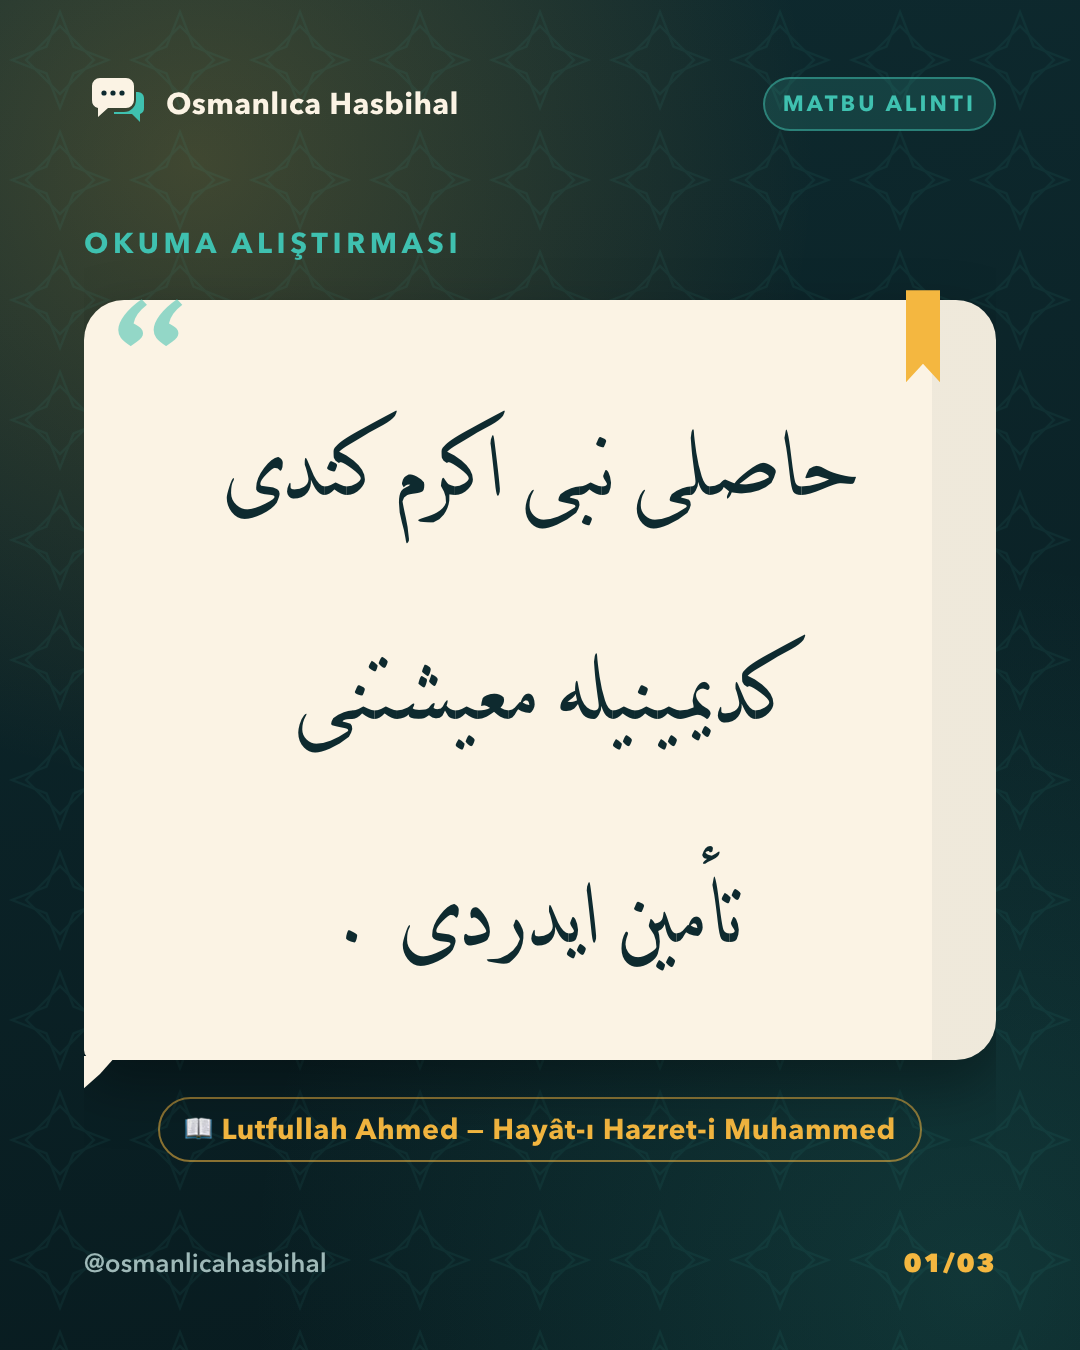 Osmanlıca Hasbihal
MATBU ALINTI
OKUMA ALIŞTIRMASI
“
حاصلی نبی اکرم کندی
کدیمینیله معیشتنی
تأمین ایدردی .
📖 Lutfullah Ahmed – Hayât-ı Hazret-i Muhammed
@osmanlicahasbihal
01/03